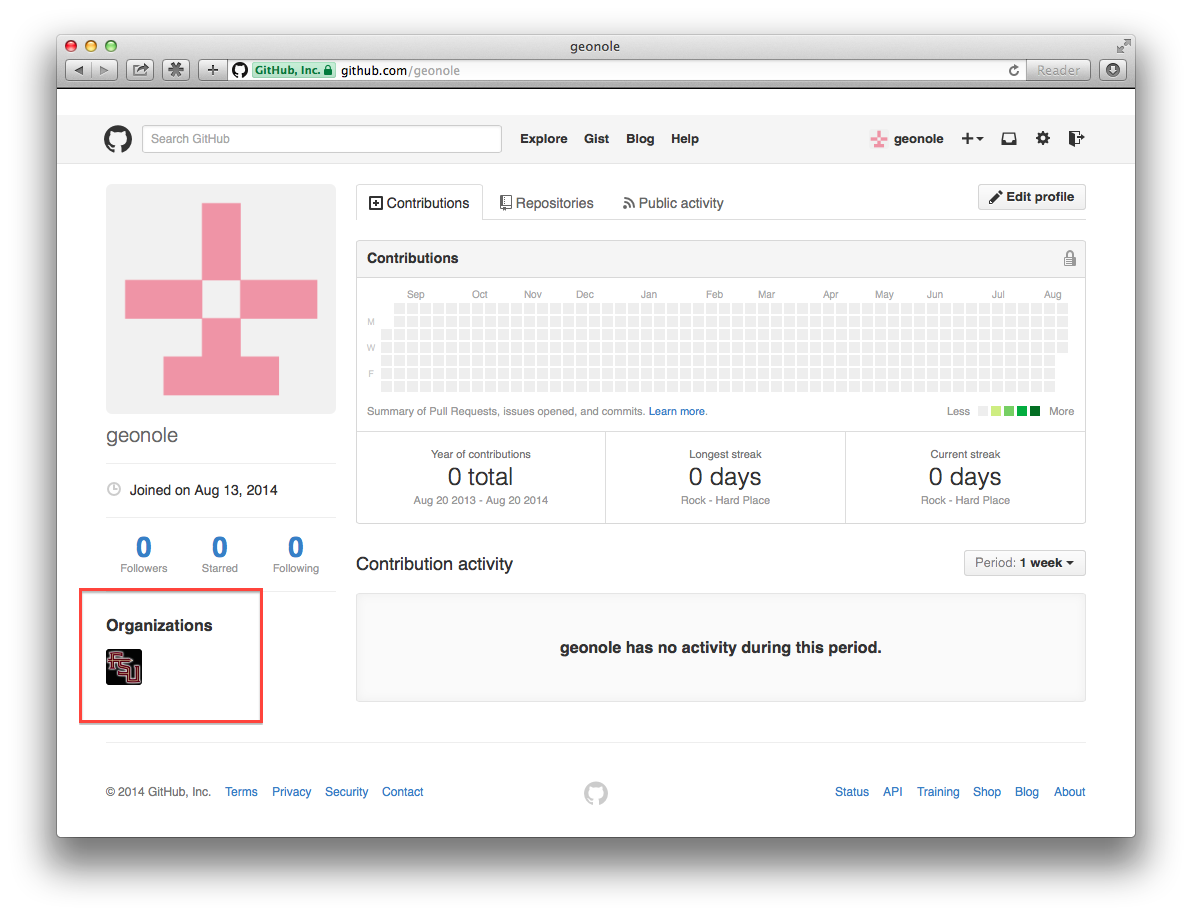 geonole
GitHub, Inc. github.com/geonole Reader
Search GitHub Explore Gist Blog Help geonole
Contributions Repositories Public activity Edit profile
Contributions
Sep Oct Nov Dec Jan Feb Mar Apr May Jun Jul Aug
M
W
F
Summary of Pull Requests, issues opened, and commits. Learn more. Less More
geonole
Joined on Aug 13, 2014
0 0 0
Followers Starred Following
Organizations
FSU
Year of contributions Longest streak Current streak
0 total 0 days 0 days
Aug 20 2013 - Aug 20 2014 Rock - Hard Place Rock - Hard Place
Contribution activity Period: 1 week
geonole has no activity during this period.
© 2014 GitHub, Inc. Terms Privacy Security Contact Status API Training Shop Blog About